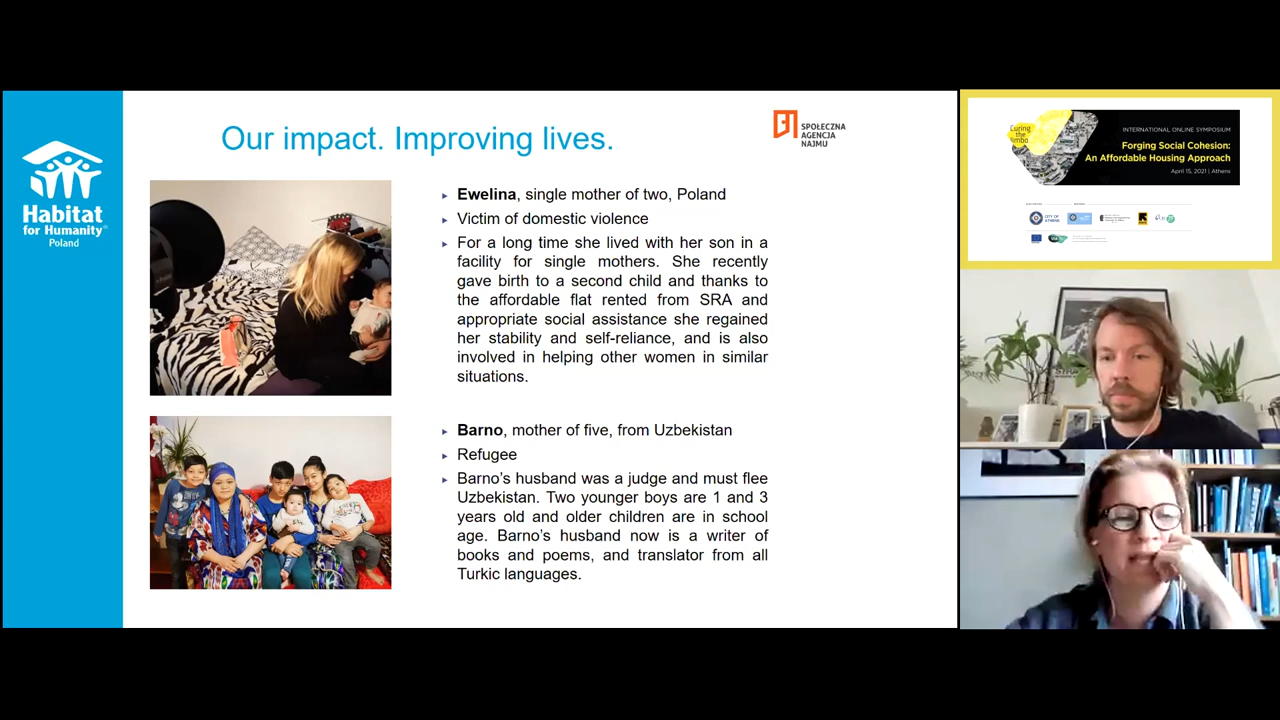 Habitat
for Humanity®
Poland
Our impact. Improving lives.
SPOŁECZNA
AGENCJA
NAJMU
Ewelina, single mother of two, Poland
Victim of domestic violence
For a long time she lived with her son in a
facility for single mothers. She recently
gave birth to a second child and thanks to
the affordable flat rented from SRA and
appropriate social assistance she regained
her stability and self-reliance, and is also
involved in helping other women in similar
situations.
Barno, mother of five, from Uzbekistan
Refugee
Barno's husband was a judge and must flee
Uzbekistan. Two younger boys are 1 and 3
years old and older children are in school
age. Barno's husband now is a writer of
books and poems, and translator from all
Turkic languages.
Curing
the
INTERNATIONAL ONLINE SYMPOSIUM
Forging Social Cohesion:
An Affordable Housing Approach
April 15, 2021 | Athens
CITY OF
ATHENS